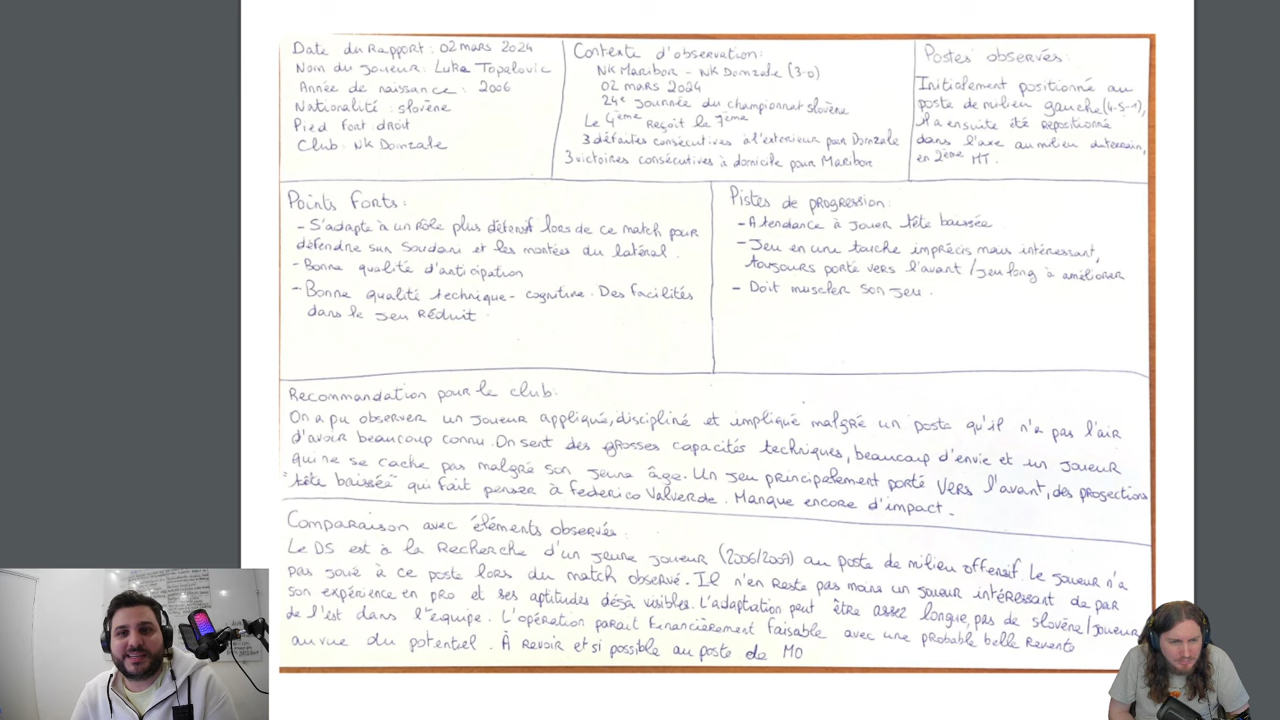 Date du Rapport : 02 mars 2024
Nom du joueur : Luka Topalovic
Année de naissance : 2006
Nationalité : slovène
Pied fort : droit
Club : NK Domzale
Contexte d'observation :
NK Maribor - NK Domzale (3-0)
02 mars 2024
24e journée du championnat slovène
Le 4ème reçoit le 7ème
3 défaites consécutives à l'extérieur pour Domzale
3 victoires consécutives à domicile pour Maribor
Postes observés :
Initialement positionné au
poste de milieu gauche (4-5-1),
il a ensuite été repositionné
dans l'axe au milieu du terrain,
en 2ème MT.
Points forts :
- S'adapte à un rôle plus défensif lors de ce match pour
défendre sur Soudani et les montées du latéral.
- Bonne qualité d'anticipation
- Bonne qualité technique - cognitive. Des facilités
dans le jeu réduit
Pistes de progression :
- A tendance à jouer tête baissée
- Jeu en une touche imprécis mais intéressant,
toujours porté vers l'avant / jeu long à améliorer
- Doit muscler son jeu.
Recommandation pour le club :
On a pu observer un joueur appliqué, discipliné et impliqué malgré un poste qu'il n'a pas l'air
d'avoir beaucoup connu. On sent des grosses capacités techniques, beaucoup d'envie et un joueur
qui ne se cache pas malgré son jeune âge. Un jeu principalement porté vers l'avant, des projections
"tête baissée" qui fait penser à Federico Valverde. Manque encore d'impact.
Comparaison avec éléments observés :
Le DS est à la recherche d'un jeune joueur (2006/2007) au poste de milieu offensif. Le joueur n'a
pas joué à ce poste lors du match observé. Il n'en reste pas moins un joueur intéressant de par
son expérience en pro et ses aptitudes déjà visibles. L'adaptation peut être assez longue, pas de slovène/joueur
de l'est dans l'équipe. L'opération parait financièrement faisable avec une probable belle revente
au vue du potentiel. À revoir et si possible au poste de MO